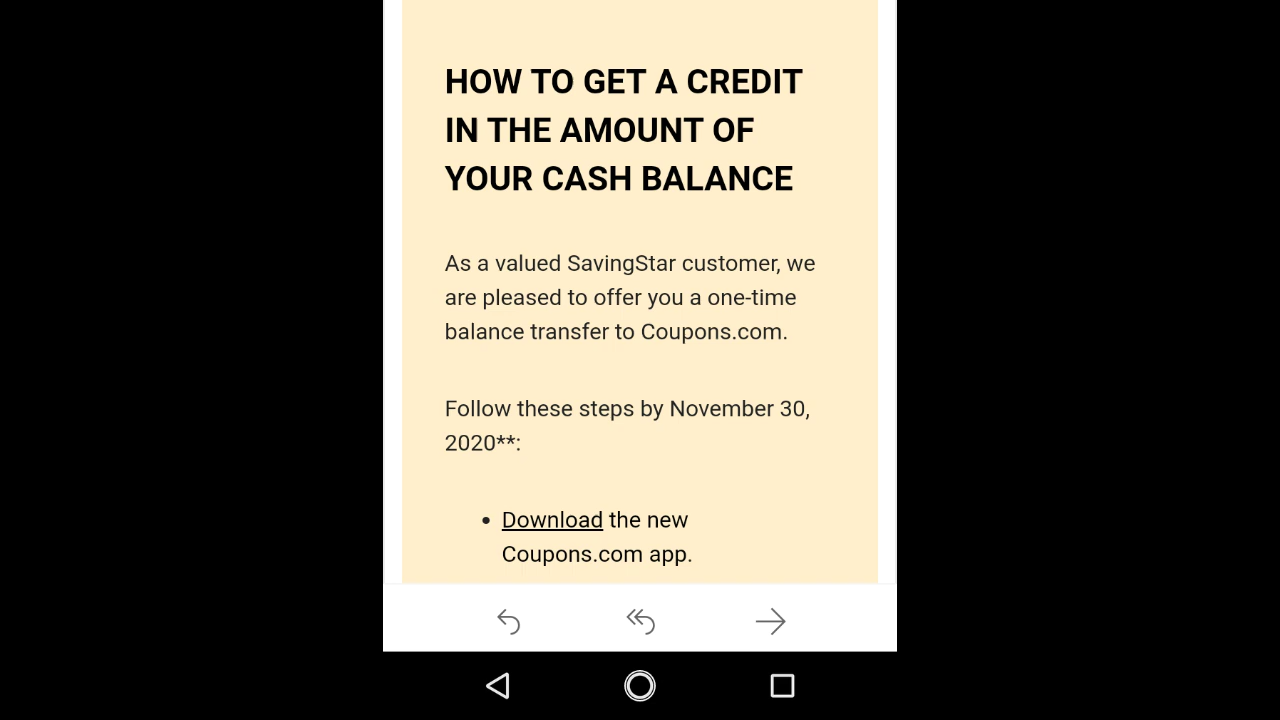 HOW TO GET A CREDIT
IN THE AMOUNT OF
YOUR CASH BALANCE
As a valued SavingStar customer, we
are pleased to offer you a one-time
balance transfer to Coupons.com.
Follow these steps by November 30,
2020**:
• Download the new
Coupons.com app.